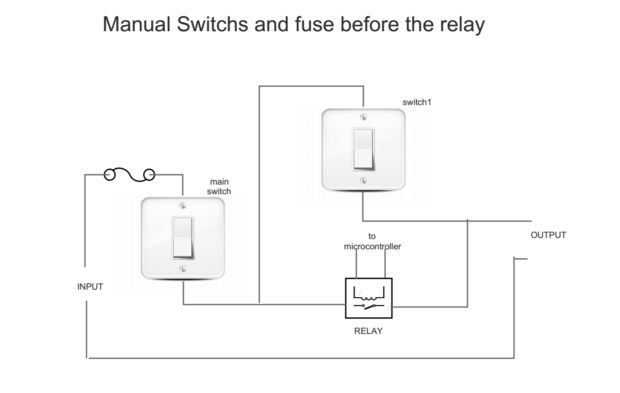 Manual Switchs and fuse before the relay
switch1
main
switch
to
microcontroller
OUTPUT
INPUT
RELAY